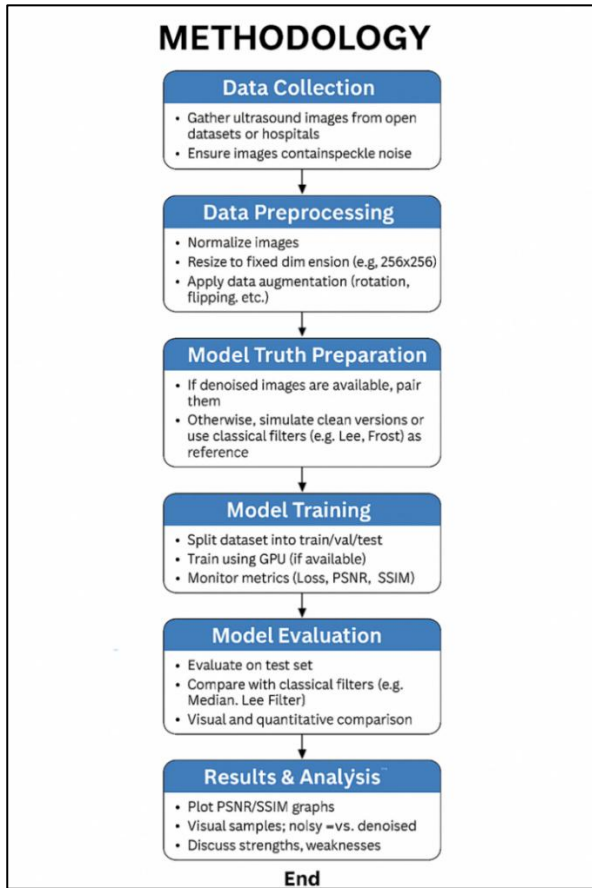 METHODOLOGY
Data Collection
• Gather ultrasound images from open
datasets or hospitals
• Ensure images containspeckle noise
Data Preprocessing
• Normalize images
• Resize to fixed dim ension (e.g, 256x256)
• Apply data augmentation (rotation,
flipping. etc.)
Model Truth Preparation
• If denoised images are available, pair
them
• Otherwise, simulate clean versions or
use classical filters (e.g. Lee, Frost) as
reference
Model Training
• Split dataset into train/val/test
• Train using GPU (if available)
• Monitor metrics (Loss, PSNR, SSIM)
Model Evaluation
• Evaluate on test set
• Compare with classical filters (e.g.
Median. Lee Filter)
• Visual and quantitative comparison
Results & Analysis
• Plot PSNR/SSIM graphs
• Visual samples; noisy =vs. denoised
• Discuss strengths, weaknesses
End